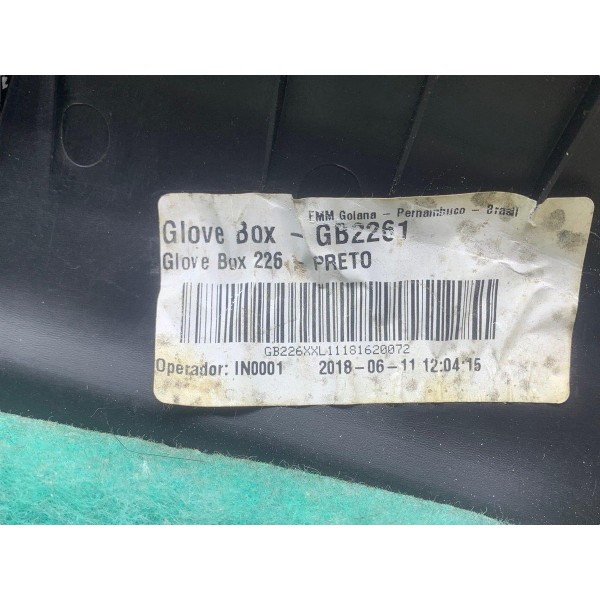 FMM Goiana - Pernambuco - Brasil
Glove Box - GB2261
Glove Box 226 - PRETO
GB226XXL11181620072
Operador: IN0001 2018-06-11 12:04:15